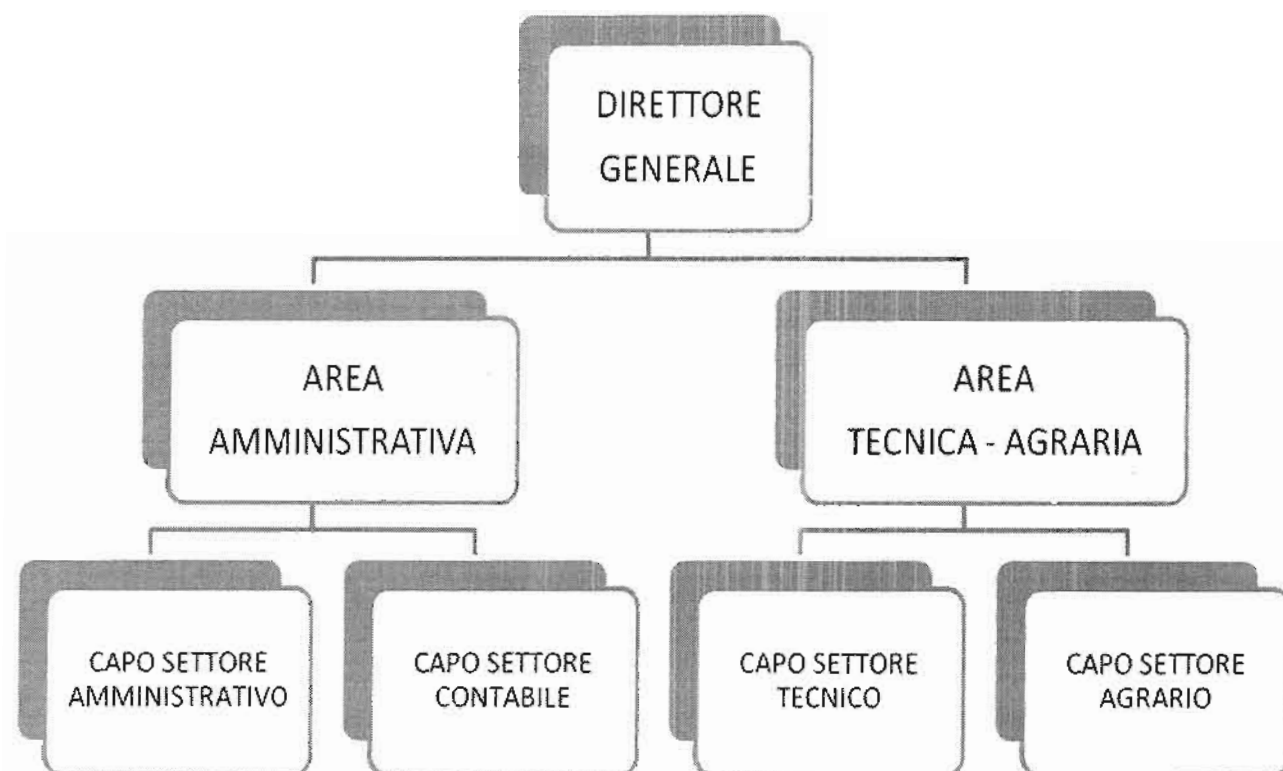 DIRETTORE
GENERALE
AREA
AMMINISTRATIVA
AREA
TECNICA - AGRARIA
CAPO SETTORE
AMMINISTRATIVO
CAPO SETTORE
CONTABILE
CAPO SETTORE
TECNICO
CAPO SETTORE
AGRARIO